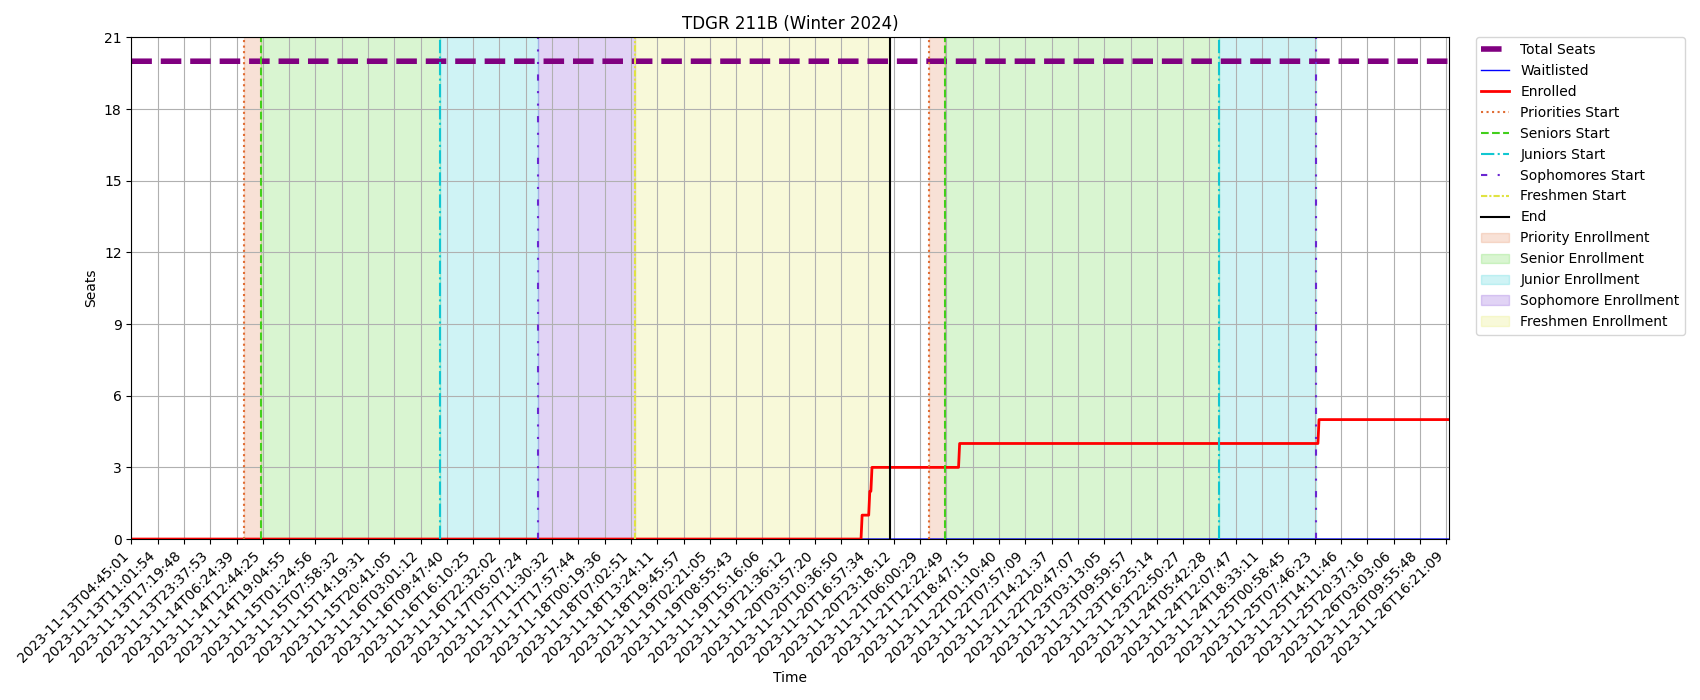 TDGR 211B (Winter 2024)
21
18
15
12
9
6
3
0
Seats
2023-11-13T04:45:01
2023-11-13T11:01:54
2023-11-13T17:19:48
2023-11-13T23:37:53
2023-11-14T06:24:39
2023-11-14T12:44:25
2023-11-14T19:04:55
2023-11-15T01:24:56
2023-11-15T07:58:32
2023-11-15T14:19:31
2023-11-15T20:41:05
2023-11-16T03:01:12
2023-11-16T09:47:40
2023-11-16T16:10:25
2023-11-16T22:32:02
2023-11-17T05:07:24
2023-11-17T11:30:32
2023-11-17T17:57:44
2023-11-18T00:19:36
2023-11-18T07:02:51
2023-11-18T13:24:11
2023-11-18T19:45:57
2023-11-19T02:21:05
2023-11-19T08:55:43
2023-11-19T15:16:06
2023-11-19T21:36:12
2023-11-20T03:57:20
2023-11-20T10:36:50
2023-11-20T16:57:34
2023-11-20T23:18:12
2023-11-21T06:00:29
2023-11-21T12:22:49
2023-11-21T18:47:15
2023-11-22T01:10:40
2023-11-22T07:57:09
2023-11-22T14:21:37
2023-11-22T20:47:07
2023-11-23T03:13:05
2023-11-23T09:59:57
2023-11-23T16:25:14
2023-11-23T22:50:27
2023-11-24T05:42:28
2023-11-24T12:07:47
2023-11-24T18:33:11
2023-11-25T00:58:45
2023-11-25T07:46:23
2023-11-25T14:11:46
2023-11-25T20:37:16
2023-11-26T03:03:06
2023-11-26T09:55:48
2023-11-26T16:21:09
Time
Total Seats
Waitlisted
Enrolled
Priorities Start
Seniors Start
Juniors Start
Sophomores Start
Freshmen Start
End
Priority Enrollment
Senior Enrollment
Junior Enrollment
Sophomore Enrollment
Freshmen Enrollment